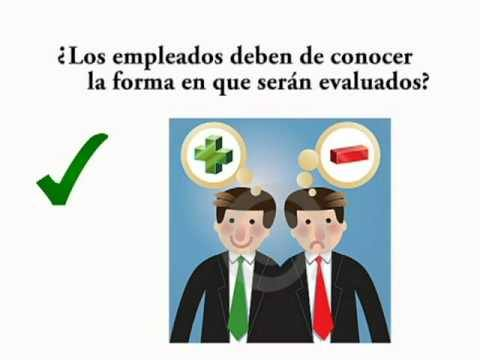 ¿Los empleados deben de conocer
la forma en que serán evaluados?